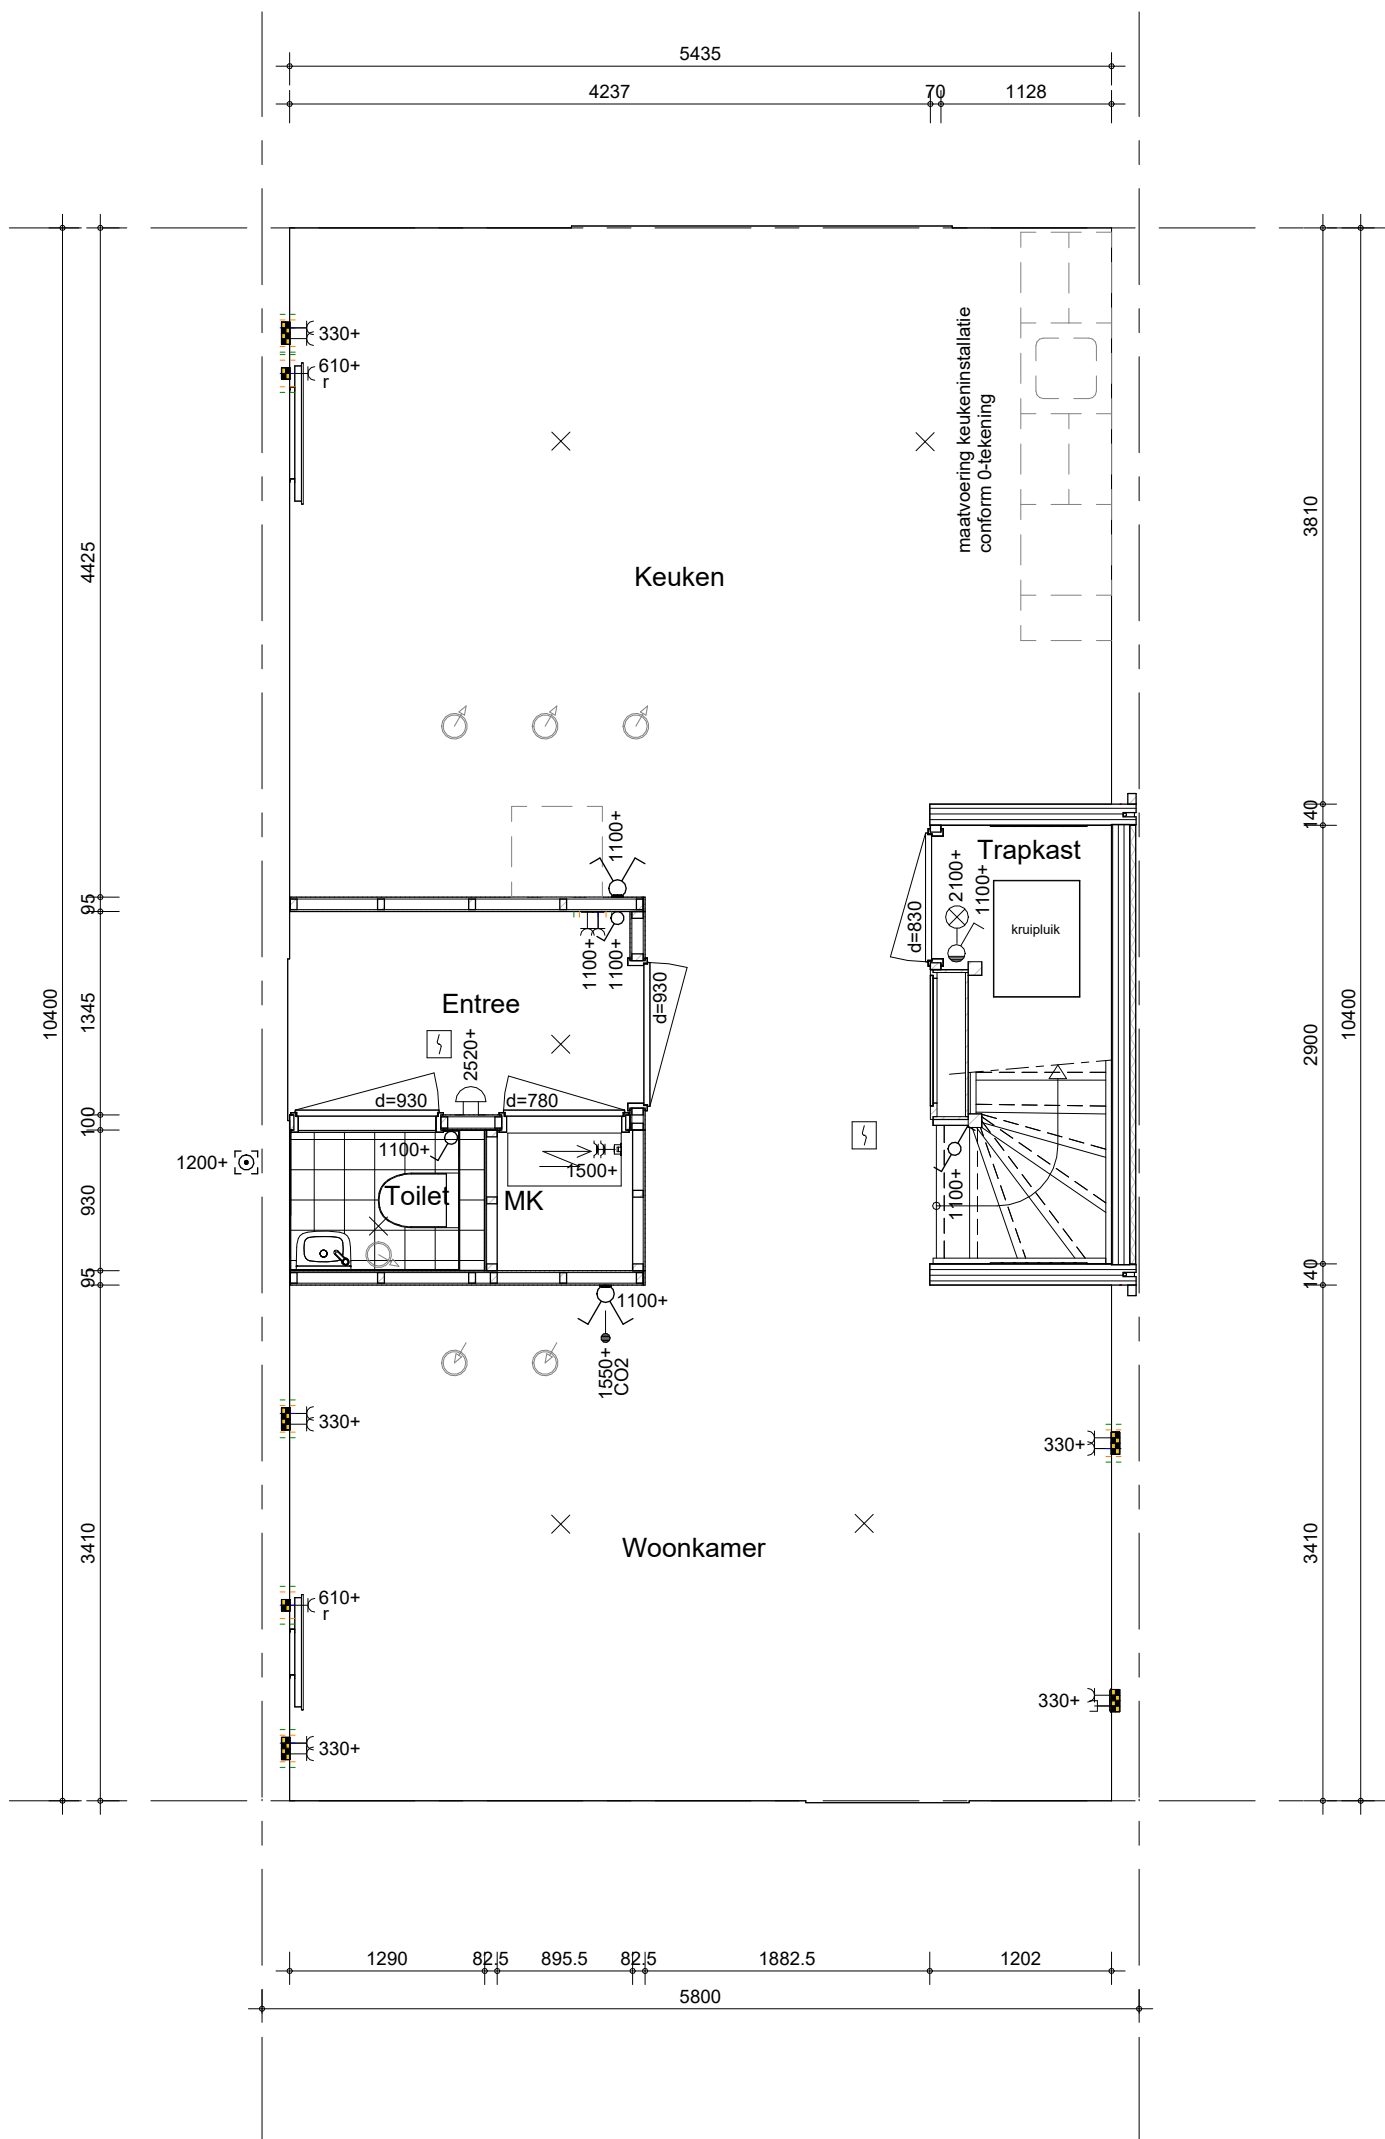 5435
4237
70
1128
330+
610+
r
maatvoering keukeninstallatie
conform 0-tekening
4425
3810
Keuken
1100+
140
Trapkast
2100+
1100+
95
d=830
kruipluik
1100+
1100+
d=930
Entree
10400
1345
2520+
2900
10400
d=930
d=780
100
1100+
1200+
1500+
Toilet
MK
930
1100+
95
140
1100+
1550+
CO2
330+
330+
3410
Woonkamer
3410
610+
r
330+
330+
1290
82.5
895.5
82.5
1882.5
1202
5800